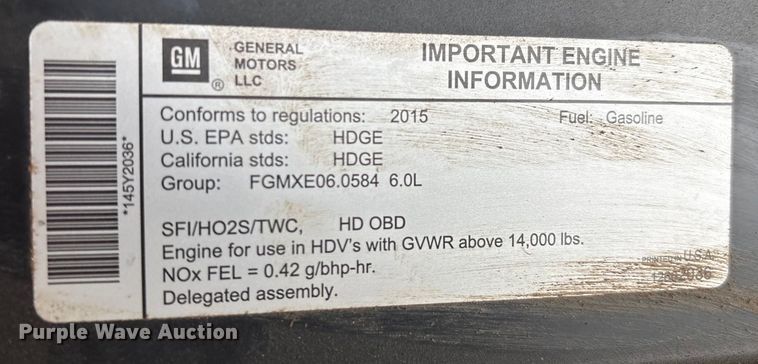 GM ®
GENERAL
MOTORS
LLC
IMPORTANT ENGINE
INFORMATION
*145Y2036*
Conforms to regulations: 2015 Fuel: Gasoline
U.S. EPA stds: HDGE
California stds: HDGE
Group: FGMXE06.0584 6.0L
SFI/HO2S/TWC, HD OBD
Engine for use in HDV's with GVWR above 14,000 lbs.
NOx FEL = 0.42 g/bhp-hr.
Delegated assembly.
PRINTED IN U.S.A.
Purple Wave Auction